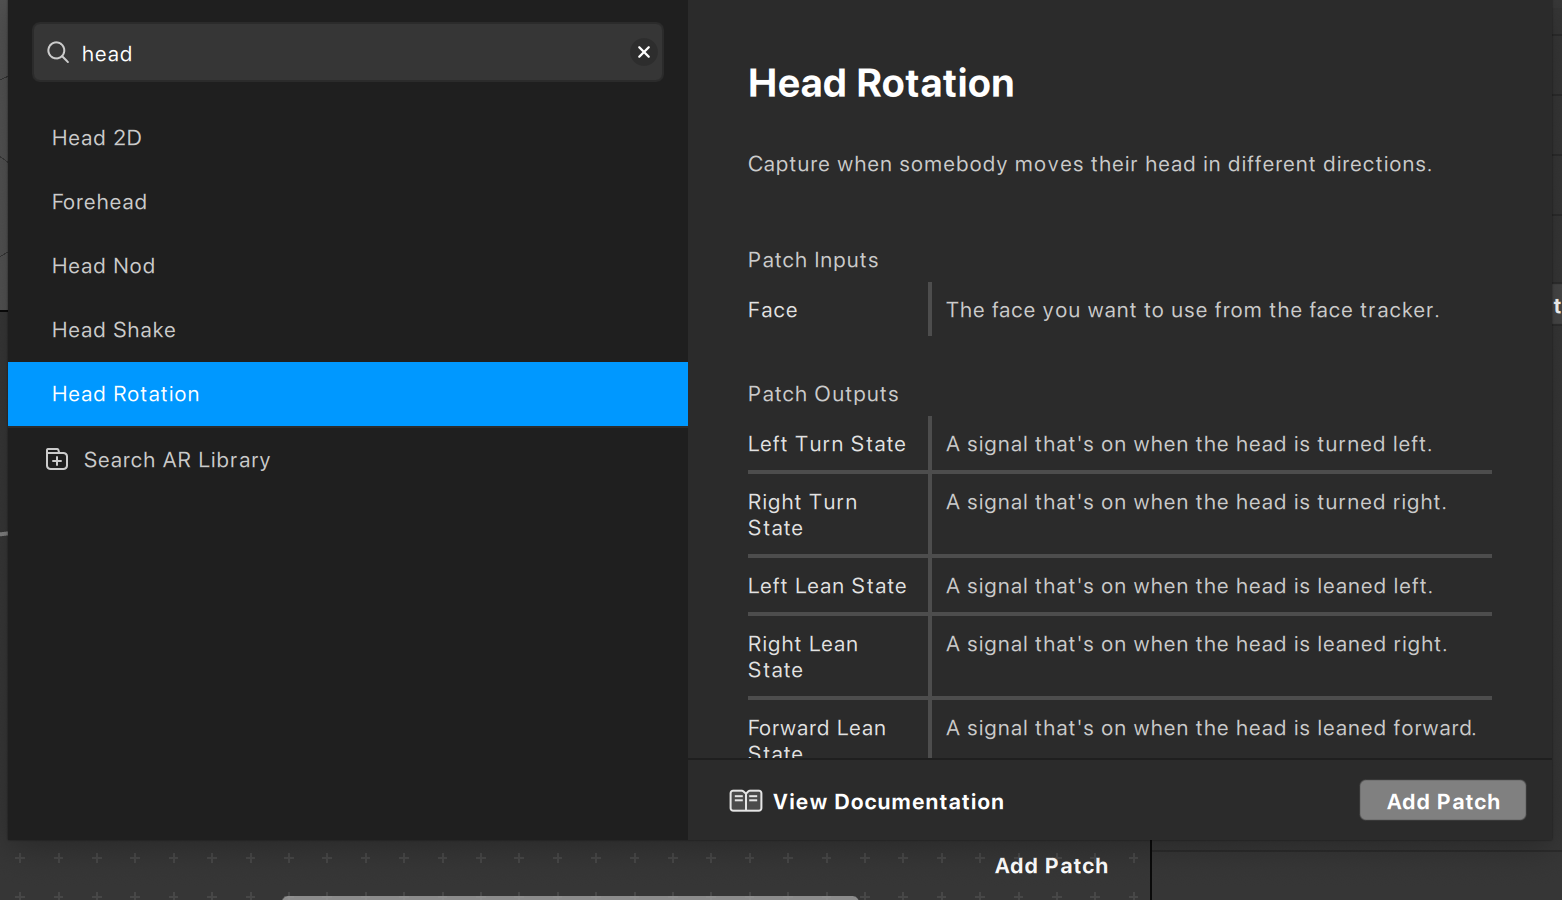 head
Head 2D
Forehead
Head Nod
Head Shake
Head Rotation
Search AR Library
Head Rotation
Capture when somebody moves their head in different directions.
Patch Inputs
Face
The face you want to use from the face tracker.
Patch Outputs
Left Turn State
A signal that's on when the head is turned left.
Right Turn
State
A signal that's on when the head is turned right.
Left Lean State
A signal that's on when the head is leaned left.
Right Lean
State
A signal that's on when the head is leaned right.
Forward Lean
State
A signal that's on when the head is leaned forward.
View Documentation
Add Patch
Add Patch